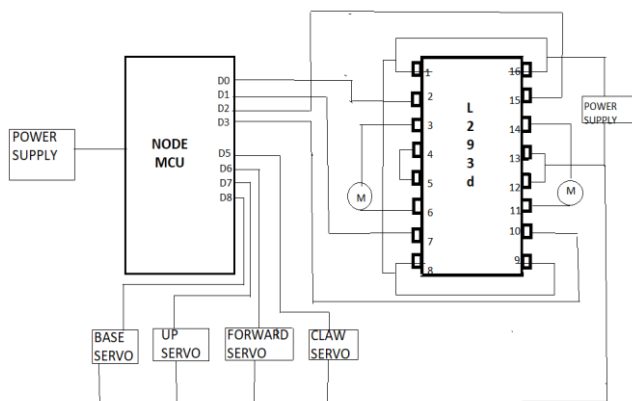 D0
D1
D2
D3
D5
D6
D7
D8
NODE
MCU
POWER
SUPPLY
L
2
9
3
d
1
2
3
4
5
6
7
8
16
15
14
13
12
11
10
9
M
M
POWER
SUPPLY
BASE
SERVO
UP
SERVO
FORWARD
SERVO
CLAW
SERVO